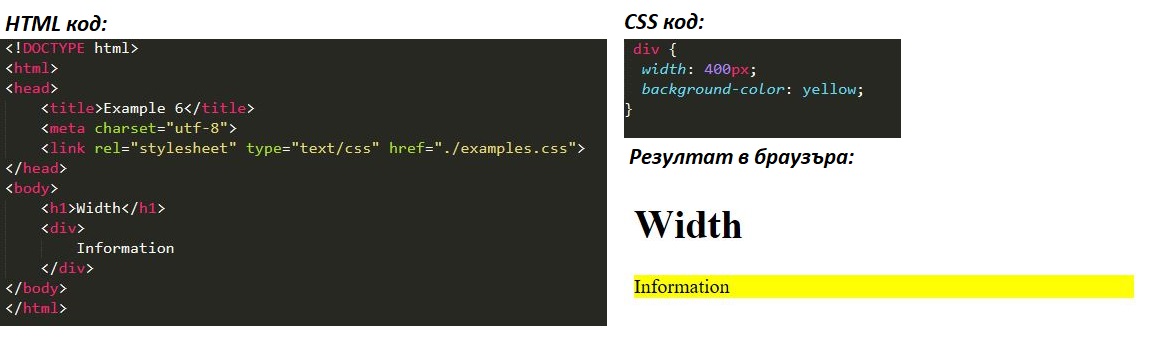 HTML код:
<!DOCTYPE html>
<html>
<head>
    <title>Example 6</title>
    <meta charset="utf-8">
    <link rel="stylesheet" type="text/css" href="./examples.css">
</head>
<body>
    <h1>Width</h1>
    <div>
        Information
    </div>
</body>
</html>
CSS код:
div {
  width: 400px;
  background-color: yellow;
}
Резултат в браузъра:
Width
Information